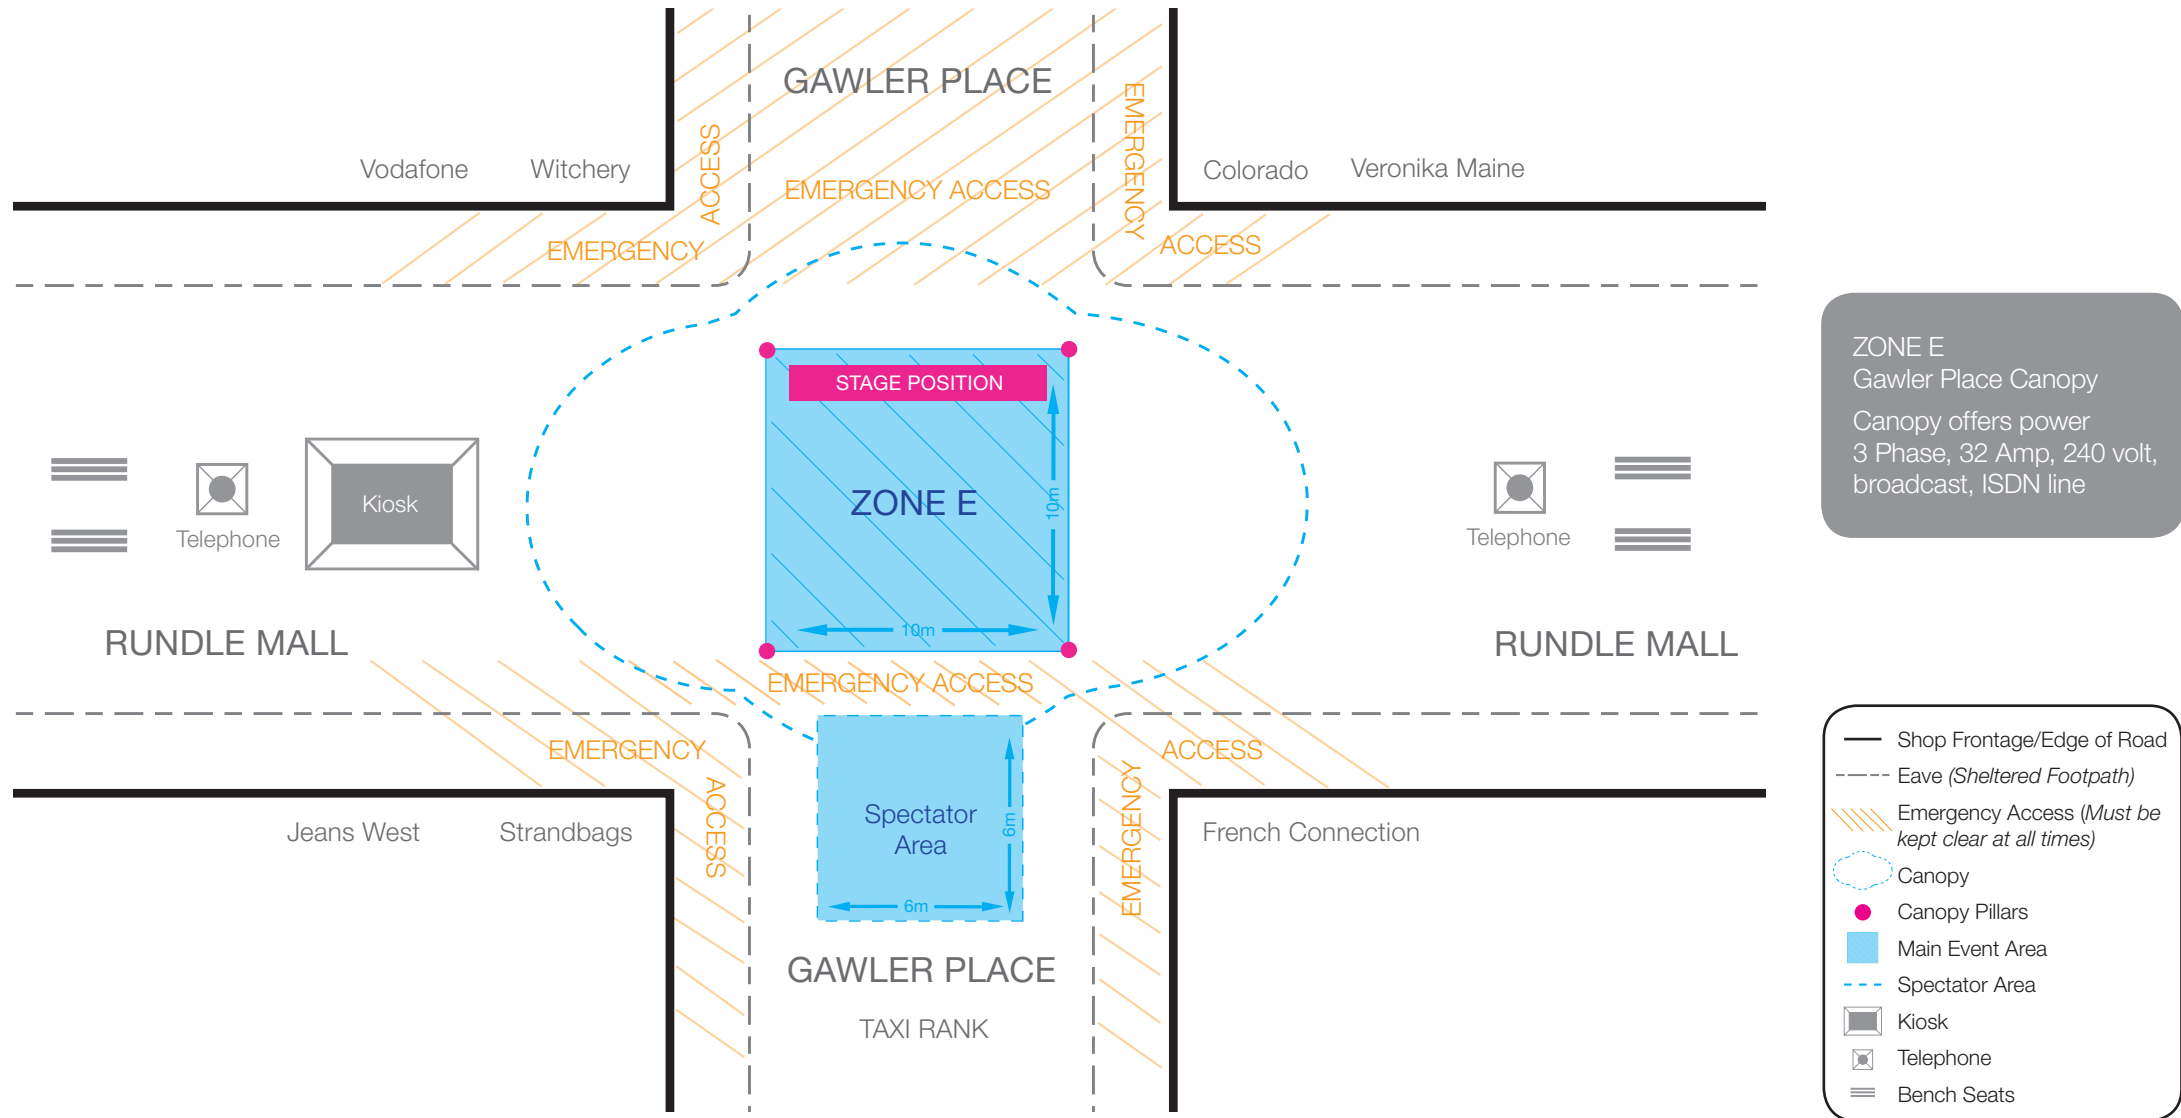 GAWLER PLACE
EMERGENCY
ACCESS
Vodafone
Witchery
EMERGENCY ACCESS
Colorado
Veronika Maine
EMERGENCY
ACCESS
STAGE POSITION
ZONE E
10m
10m
Kiosk
Telephone
Telephone
RUNDLE MALL
RUNDLE MALL
EMERGENCY ACCESS
EMERGENCY
ACCESS
ACCESS
EMERGENCY
Spectator
Area
6m
6m
Jeans West
Strandbags
French Connection
GAWLER PLACE
TAXI RANK
ZONE E
Gawler Place Canopy
Canopy offers power
3 Phase, 32 Amp, 240 volt,
broadcast, ISDN line
Shop Frontage/Edge of Road
Eave (Sheltered Footpath)
Emergency Access (Must be
kept clear at all times)
Canopy
Canopy Pillars
Main Event Area
Spectator Area
Kiosk
Telephone
Bench Seats